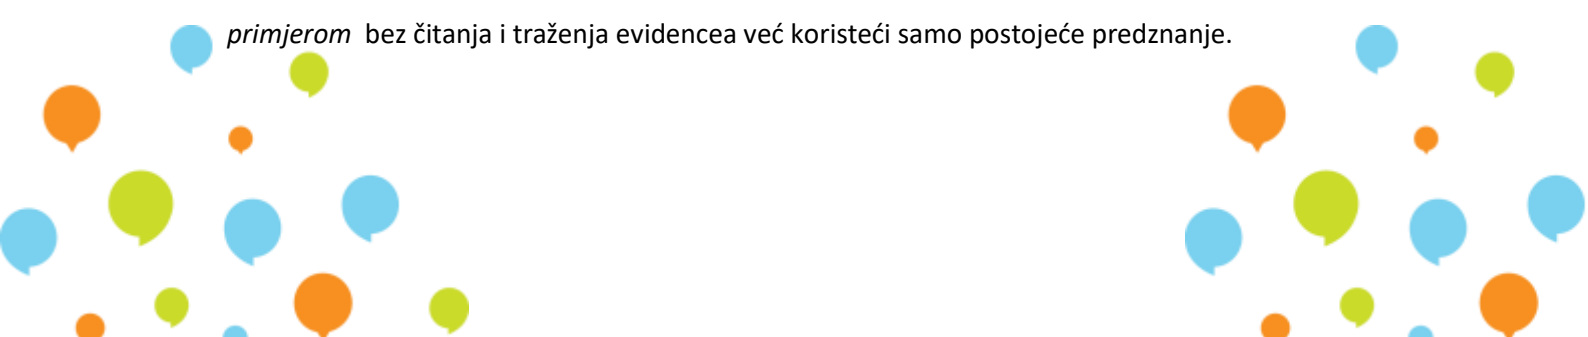 primjerom bez čitanja i traženja evidencea već koristeći samo postojeće predznanje.